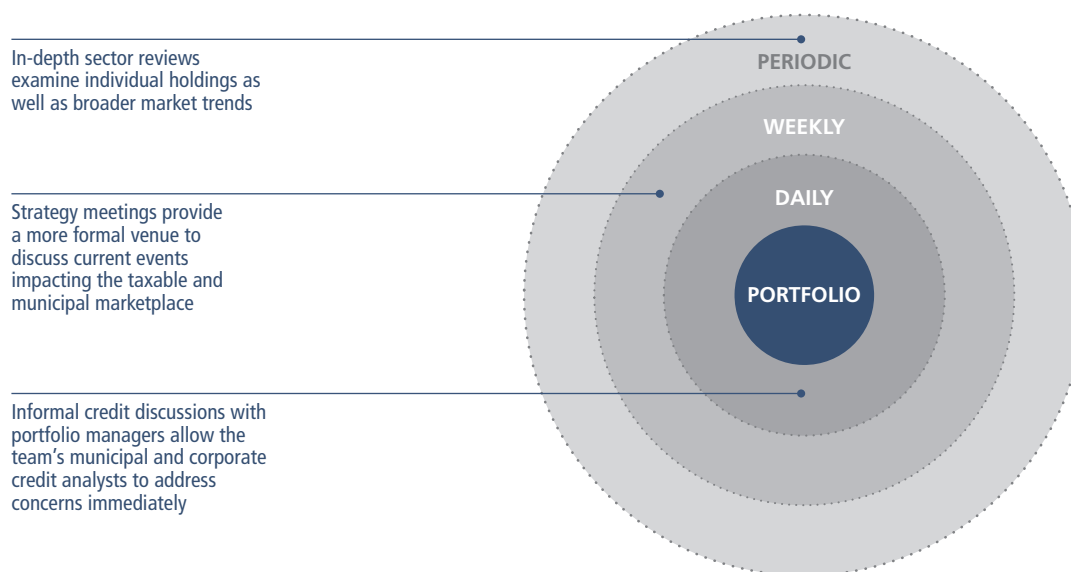 In-depth sector reviews
examine individual holdings as
well as broader market trends
Strategy meetings provide
a more formal venue to
discuss current events
impacting the taxable and
municipal marketplace
Informal credit discussions with
portfolio managers allow the
team’s municipal and corporate
credit analysts to address
concerns immediately
PERIODIC
WEEKLY
DAILY
PORTFOLIO